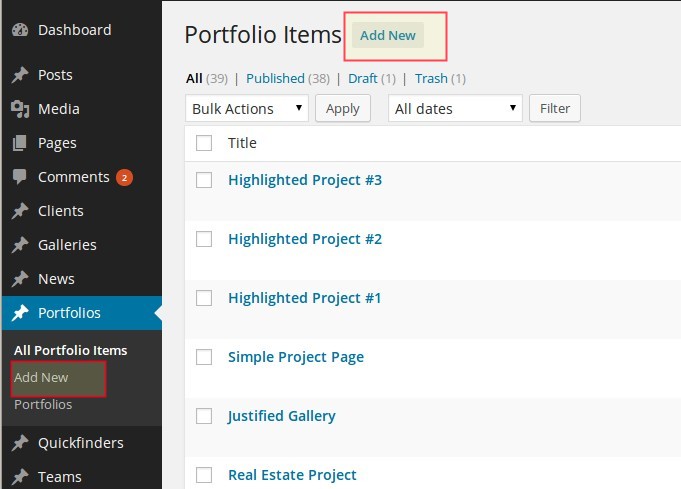 Dashboard
Posts
Media
Pages
Comments 2
Clients
Galleries
News
Portfolios
All Portfolio Items
Add New
Portfolios
Quickfinders
Teams
Portfolio Items Add New
All (39) | Published (38) | Draft (1) | Trash (1)
Bulk Actions Apply All dates Filter
Title
Highlighted Project #3
Highlighted Project #2
Highlighted Project #1
Simple Project Page
Justified Gallery
Real Estate Project